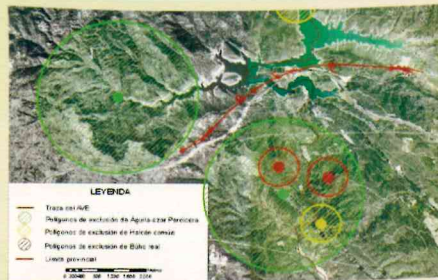 LEYENDA
Traza del AVE
Polígonos de exclusión de Águila-azor Perdicera
Polígonos de exclusión de Halcón común
Polígonos de exclusión de Búho real
Límite provincial